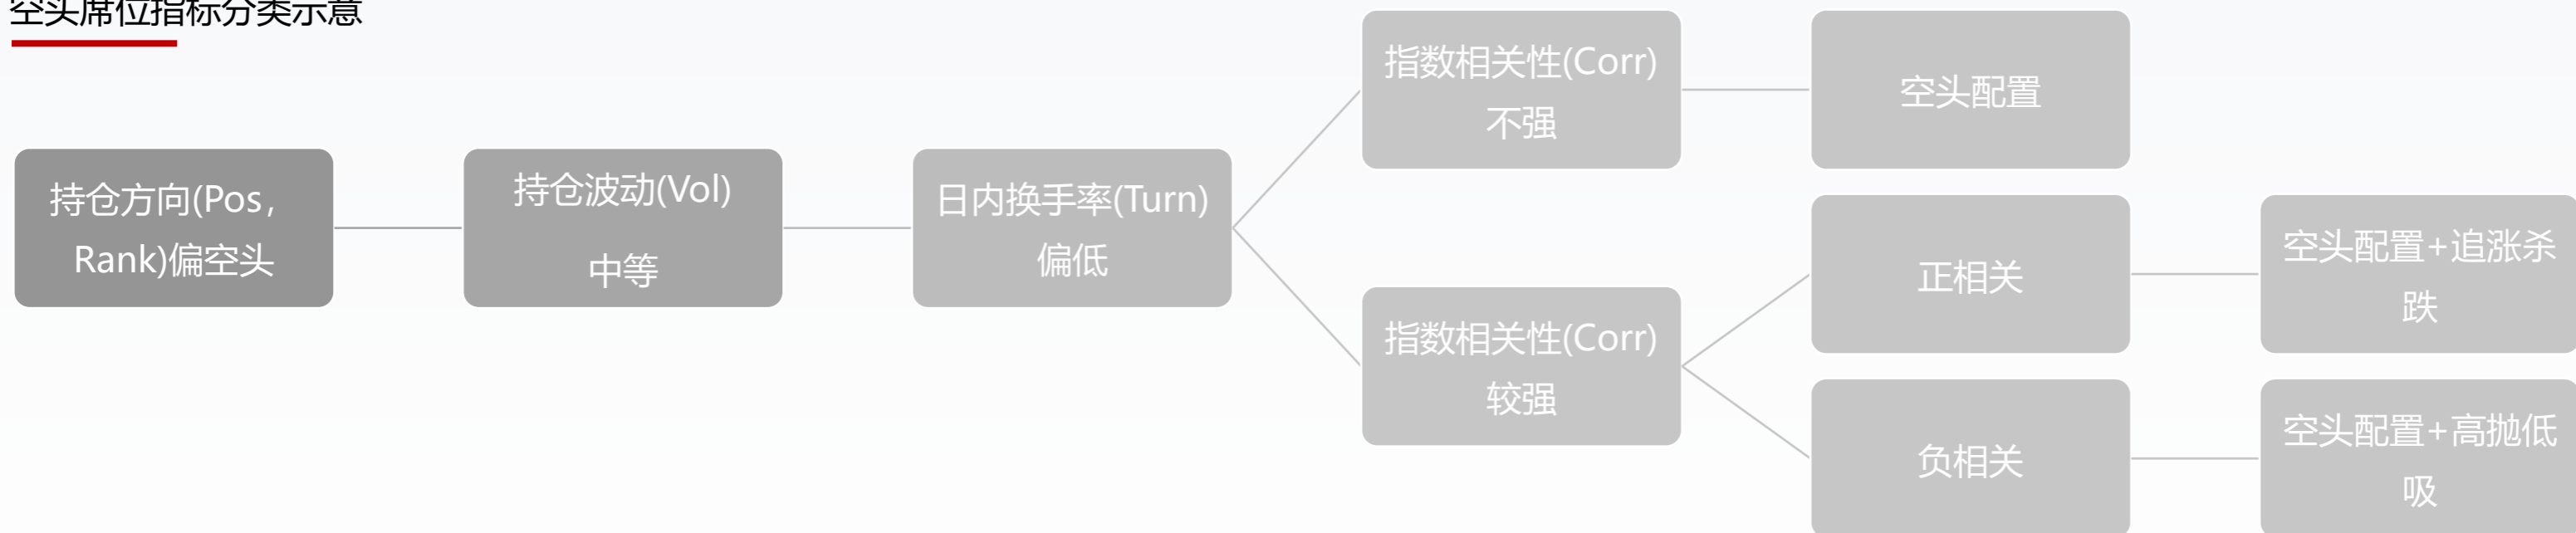 空头席位指标分类示意
持仓方向(Pos，
Rank)偏空头
持仓波动(Vol)
中等
日内换手率(Turn)
偏低
指数相关性(Corr)
不强
空头配置
指数相关性(Corr)
较强
正相关
空头配置+追涨杀
跌
负相关
空头配置+高抛低
吸